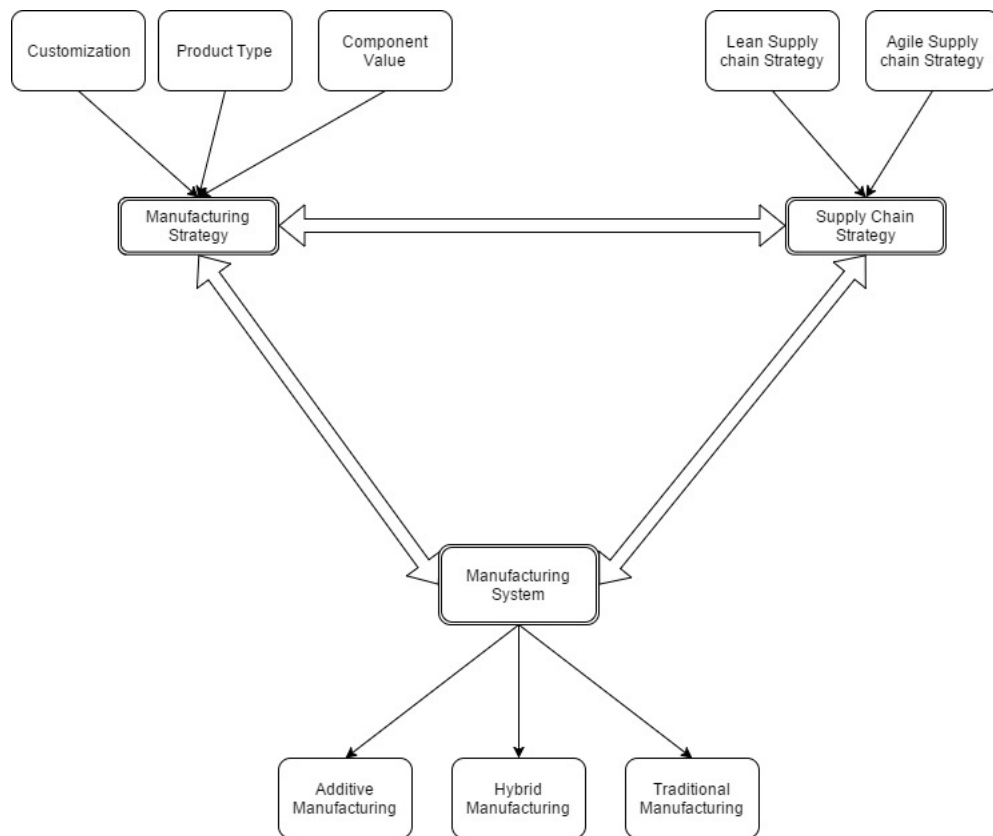 Customization
Product Type
Component
Value
Lean Supply
chain Strategy
Agile Supply
chain Strategy
Manufacturing
Strategy
Supply Chain
Strategy
Manufacturing
System
Additive
Manufacturing
Hybrid
Manufacturing
Traditional
Manufacturing